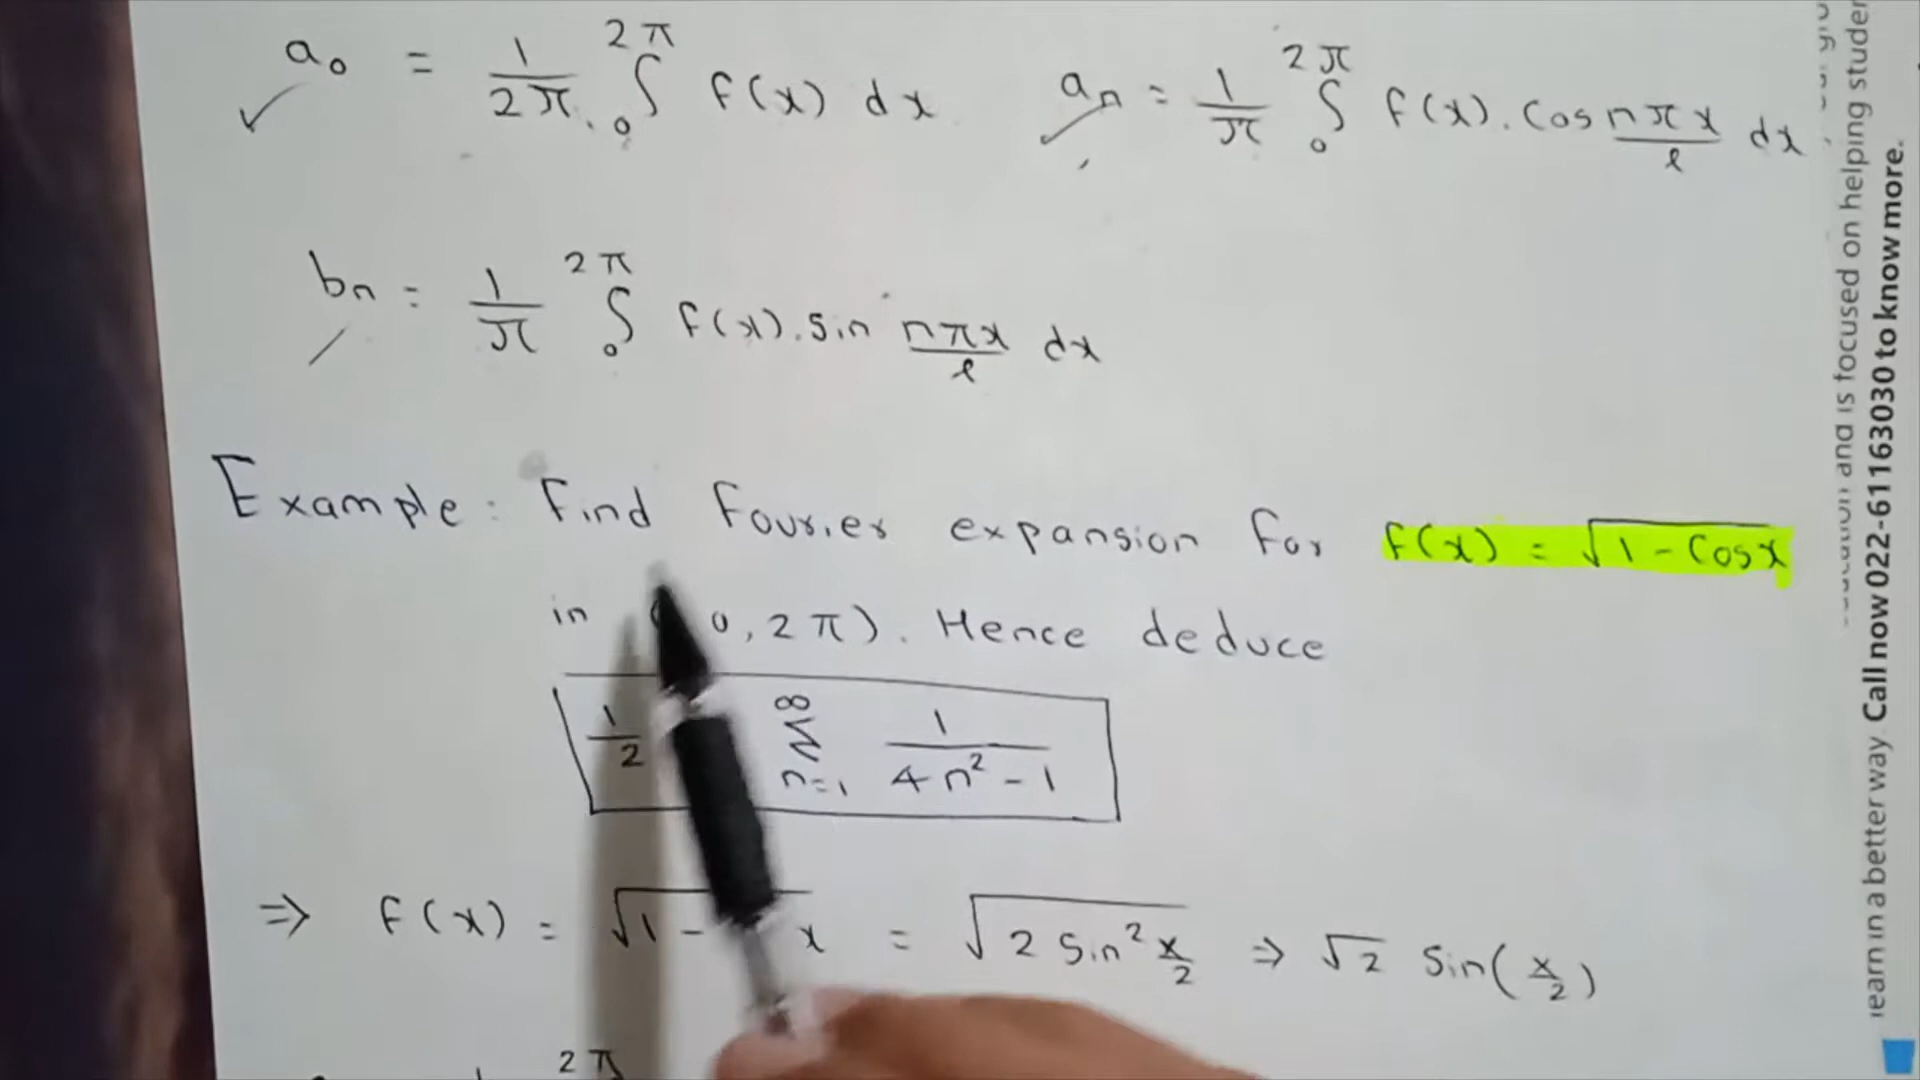 a₀ = 1/2π ∫₀^2π f(x) dx    aₙ = 1/π ∫₀^2π f(x). Cos nπx/l dx
bₙ = 1/π ∫₀^2π f(x). Sin nπx/l dx
Example: Find Fourier expansion for f(x) = √1-Cosx
in 0, 2π). Hence deduce
1/2 ∑_{n=1}^∞ 1/4n²-1
⇒ f(x) = √1- x = √2 Sin² x/2 ⇒ √2 Sin(x/2)
2π
and is focused on helping studen
learn in a better way. Call now 022-61163030 to know more.